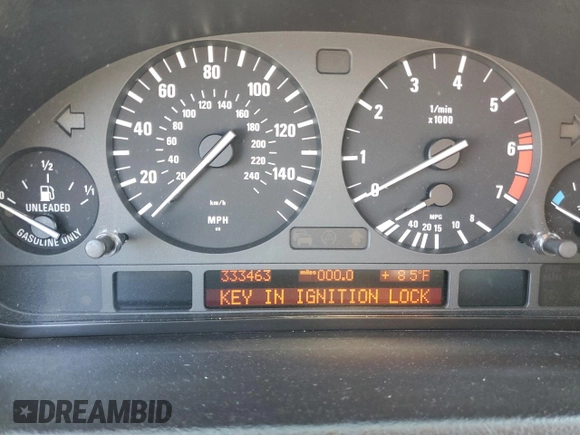 80
60
100
40
120
20
140
80 100 120 140 160
60 180
40 200
20 220
240
km/h
MPH
1/2
0 1/1
UNLEADED
GASOLINE ONLY
3 4
2 5
1 6
0 7
1/min
x1000
MPG
40 20 15 10 8
333463 miles 000.0 + 85°F
KEY IN IGNITION LOCK
DREAMBID